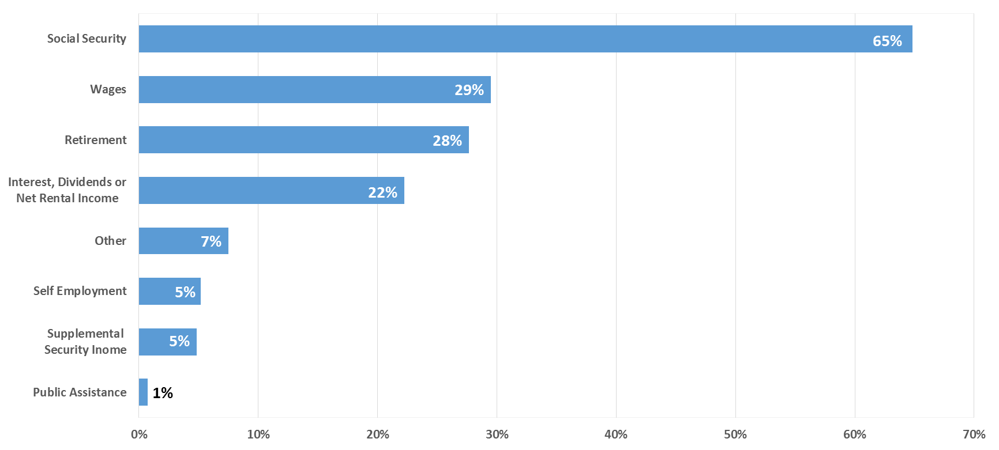 Social Security
65%
Wages
29%
Retirement
28%
Interest, Dividends or
Net Rental Income
22%
Other
7%
Self Employment
5%
Supplemental
Security Inome
5%
Public Assistance
1%
0%
10%
20%
30%
40%
50%
60%
70%